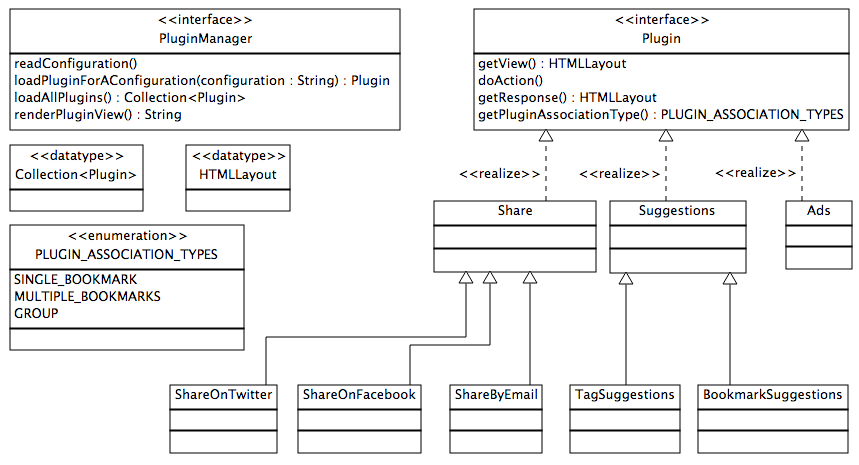 <<interface>>
PluginManager
readConfiguration()
loadPluginForAConfiguration(configuration : String) : Plugin
loadAllPlugins() : Collection<Plugin>
renderPluginView() : String
<<interface>>
Plugin
getView() : HTMLLayout
doAction()
getResponse() : HTMLLayout
getPluginAssociationType() : PLUGIN_ASSOCIATION_TYPES
<<datatype>>
Collection<Plugin>
<<datatype>>
HTMLLayout
<<realize>>
<<realize>>
<<realize>>
Share
Suggestions
Ads
<<enumeration>>
PLUGIN_ASSOCIATION_TYPES
SINGLE_BOOKMARK
MULTIPLE_BOOKMARKS
GROUP
ShareOnTwitter
ShareOnFacebook
ShareByEmail
TagSuggestions
BookmarkSuggestions